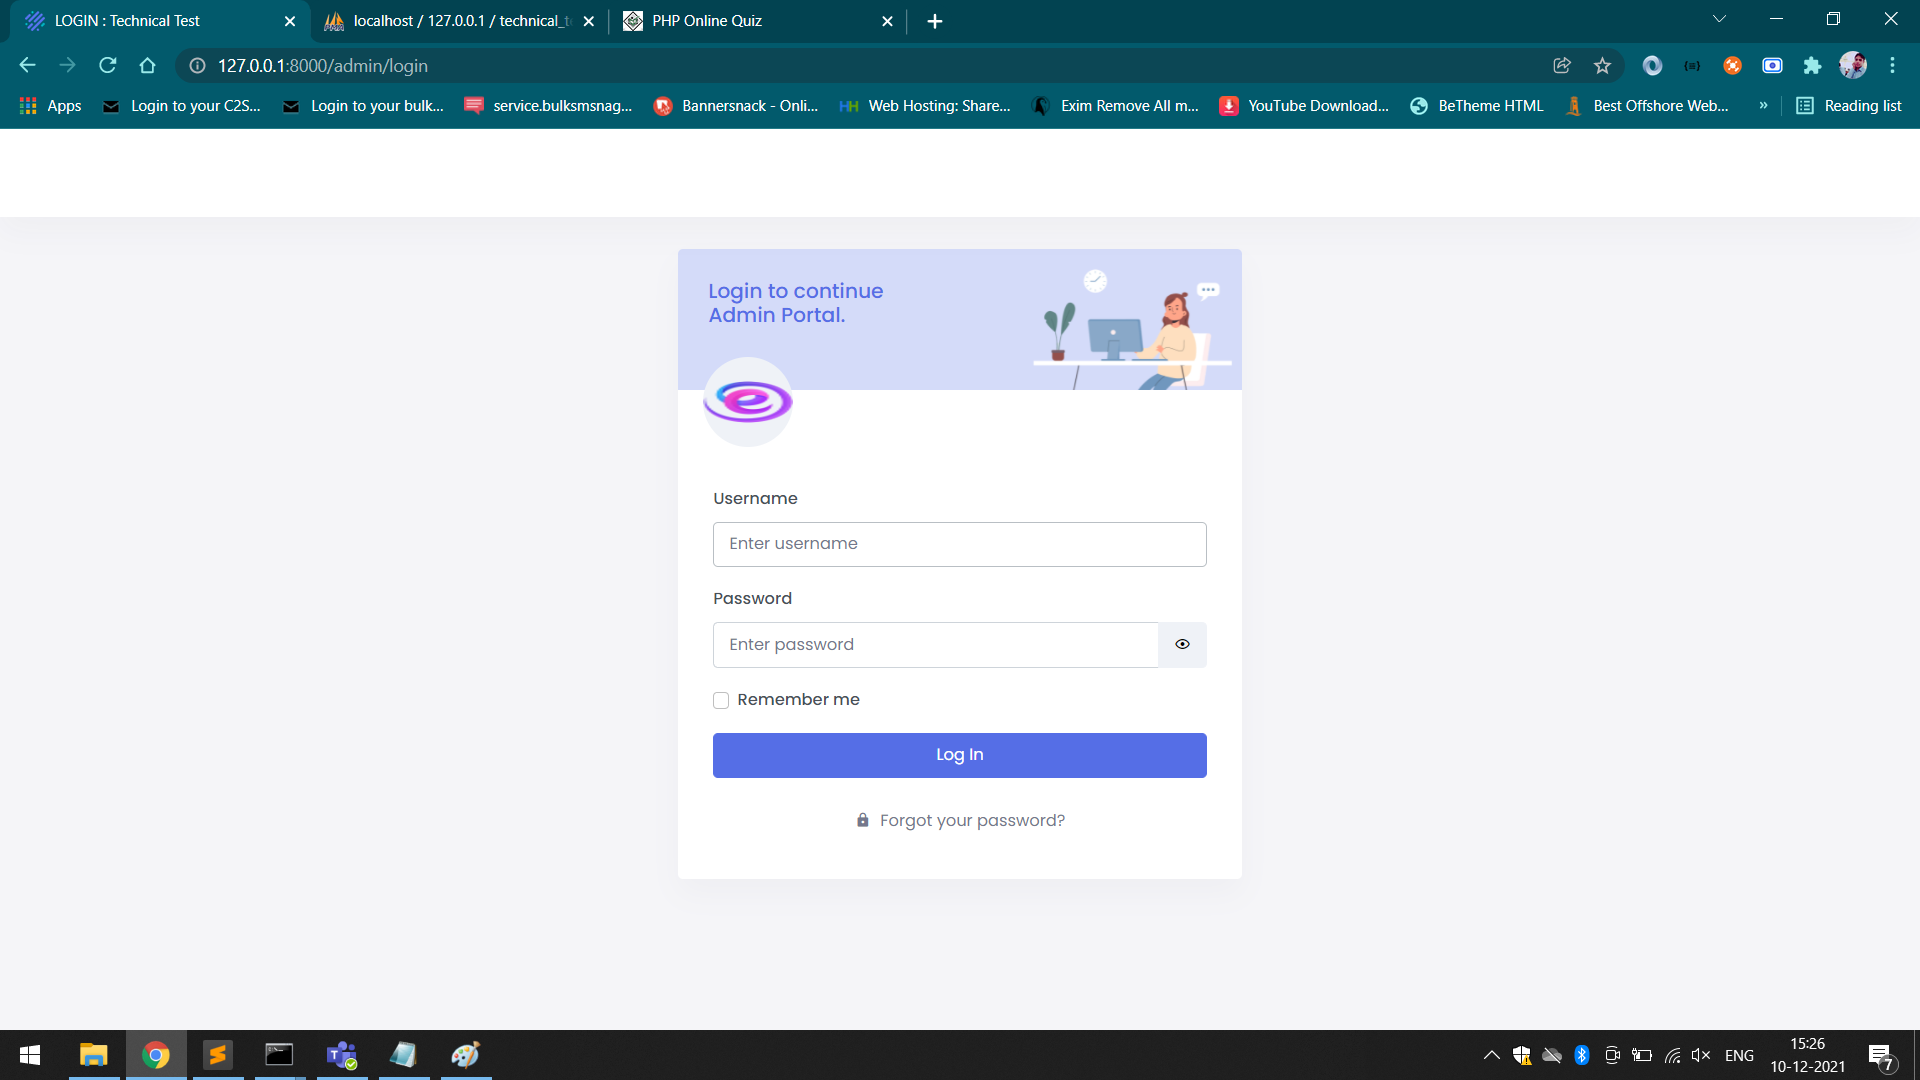 LOGIN : Technical Test
localhost / 127.0.0.1 / technical_t
PHP Online Quiz
127.0.0.1:8000/admin/login
Apps
Login to your C2S...
Login to your bulk...
service.bulksmsnag...
Bannersnack - Onli...
HH
Web Hosting: Share...
Exim Remove All m...
YouTube Download...
BeTheme HTML
Best Offshore Web...
»
Reading list
Login to continue
Admin Portal.
Username
Enter username
Password
Enter password
Remember me
Log In
Forgot your password?
ENG
15:26
10-12-2021
7